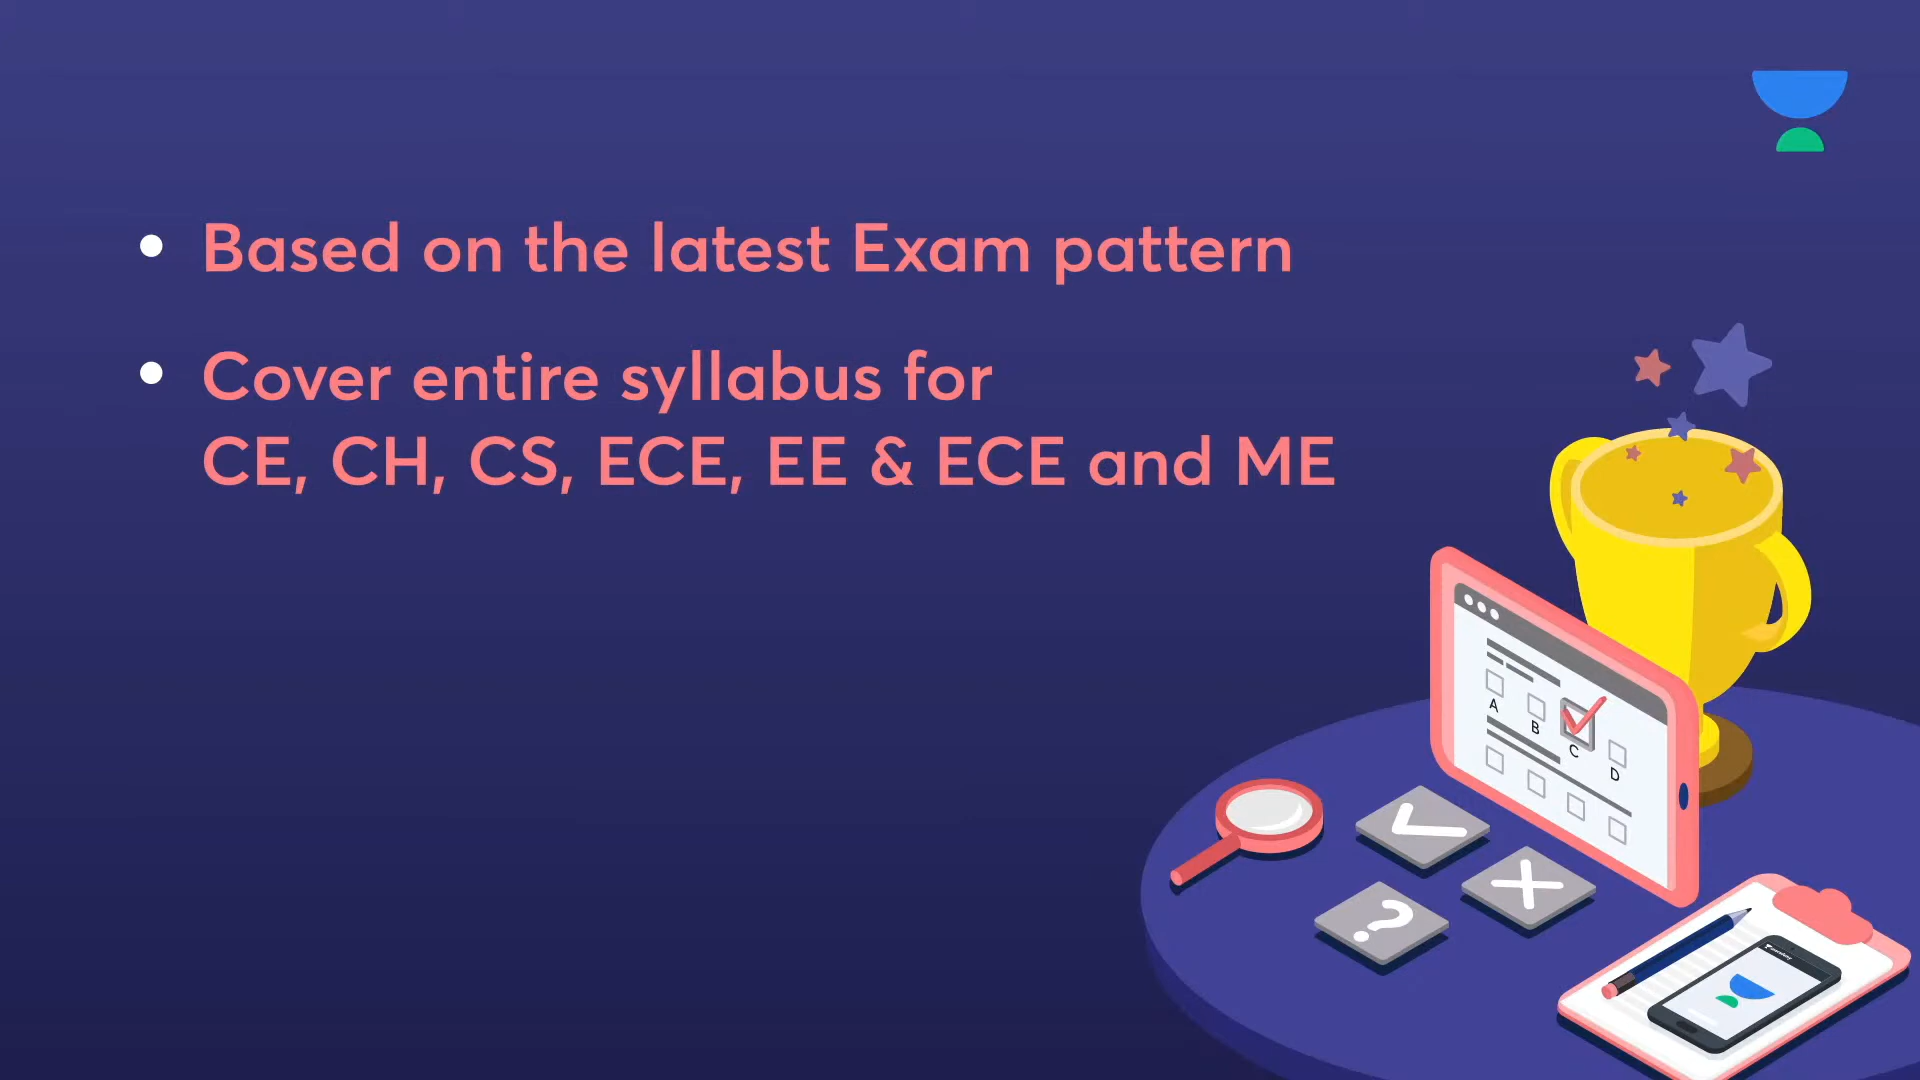 Based on the latest Exam pattern
Cover entire syllabus for
CE, CH, CS, ECE, EE & ECE and ME
A
B
C
D